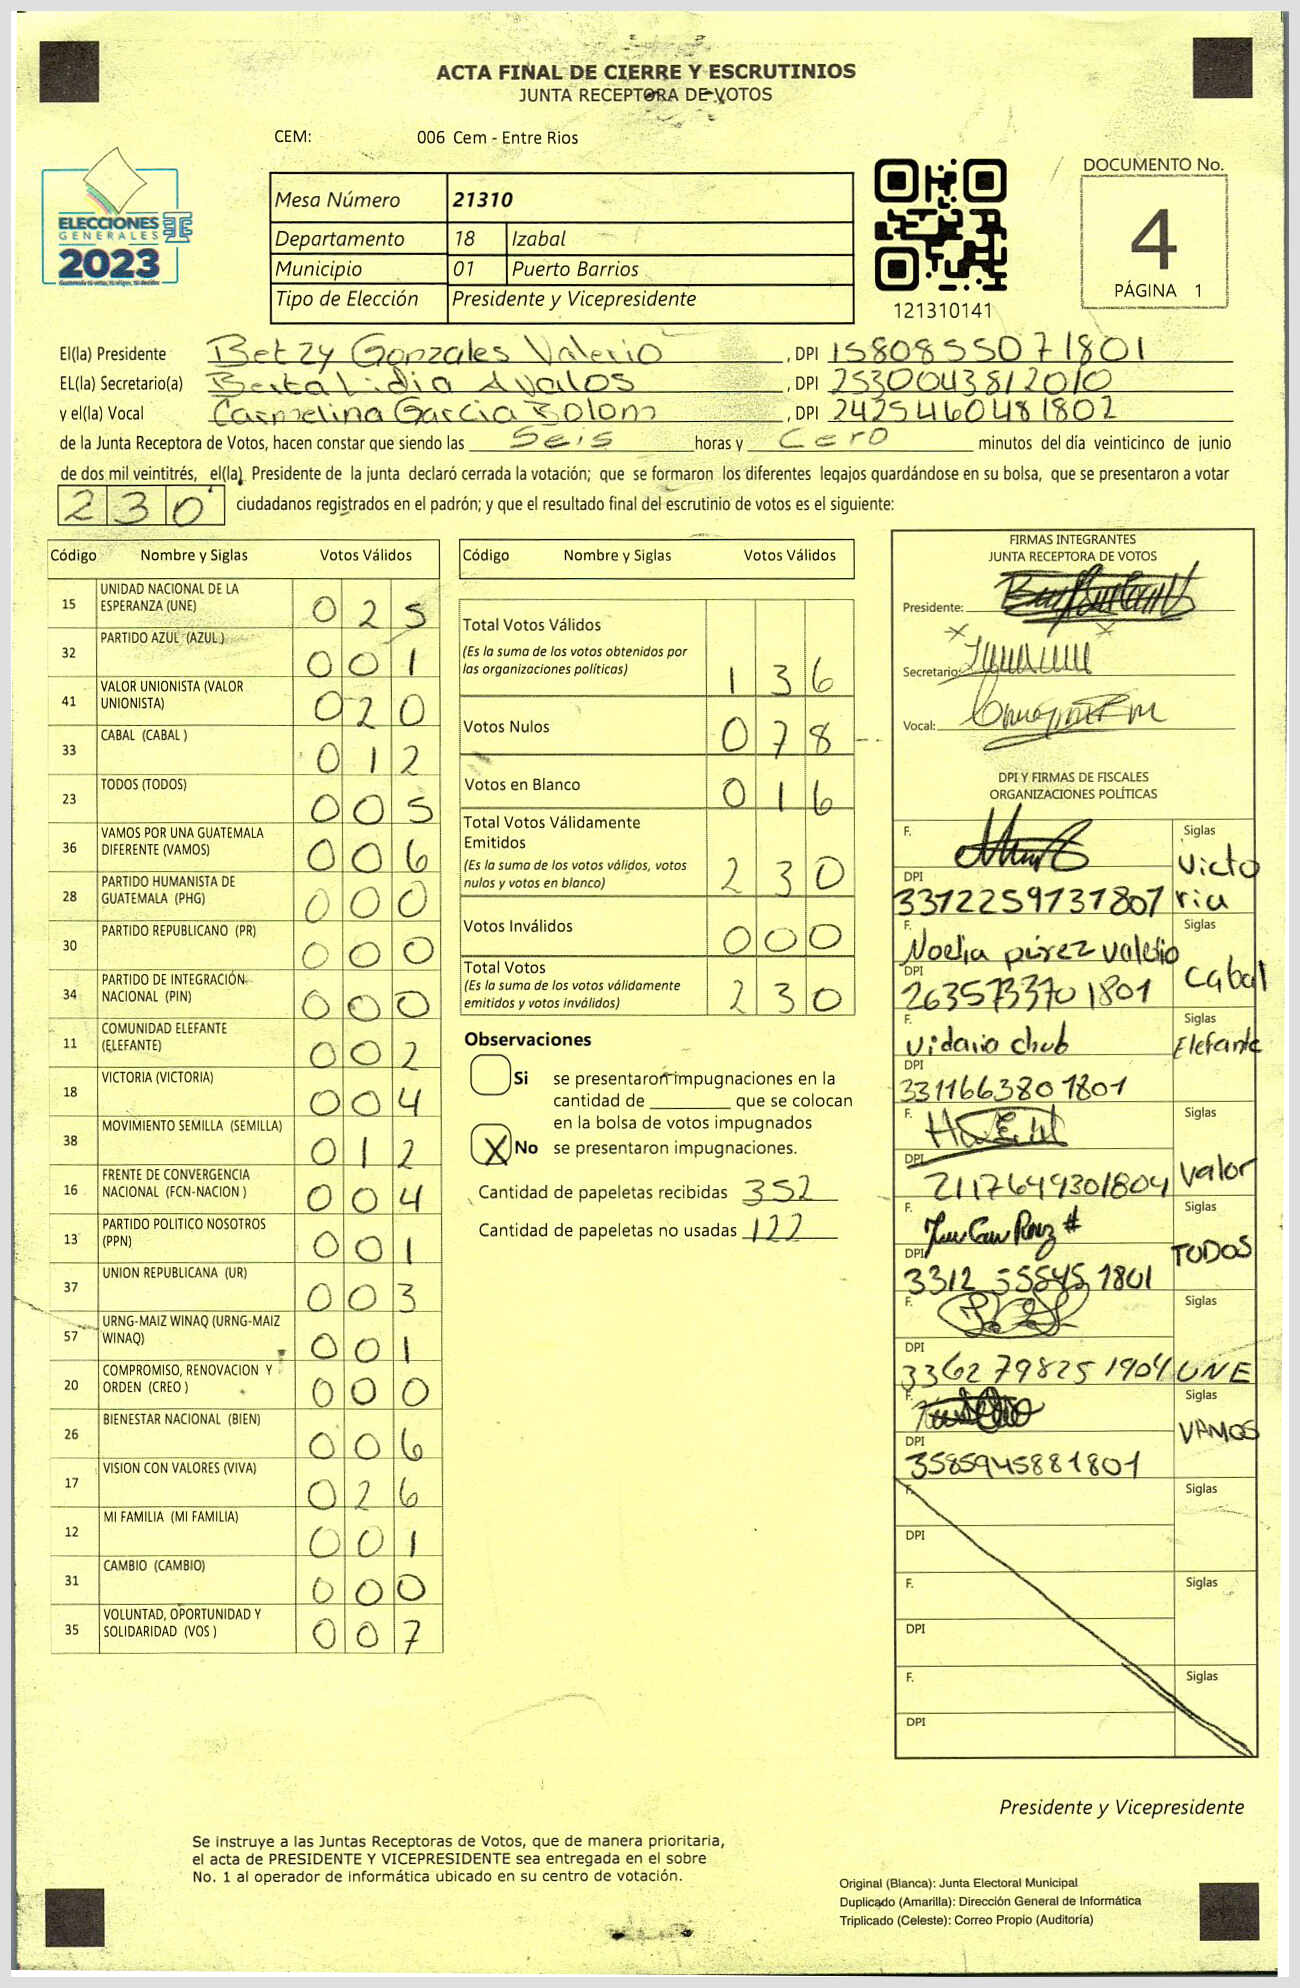 ACTA FINAL DE CIERRE Y ESCRUTINIOS
JUNTA RECEPTORA DE VOTOS
CEM: 006 Cem - Entre Rios
ELECCIONES
GENERALES
2023
Mesa Número 21310
Departamento 18 Izabal
Municipio 01 Puerto Barrios
Tipo de Elección Presidente y Vicepresidente
121310141
DOCUMENTO No.
4
PÁGINA 1
El(la) Presidente Betzy Gonzales Valerio, DPI 1580855071801
EL(la) Secretario(a) Berta Lidia Avalos, DPI 2530043812010
y el(la) Vocal Carmelina Garcia Bolom, DPI 2425446048 1802
de la Junta Receptora de Votos, hacen constar que siendo las Seis horas y Cero minutos del día veinticinco de junio
de dos mil veintitrés, el(la) Presidente de la junta declaró cerrada la votación; que se formaron los diferentes legajos guardándose en su bolsa, que se presentaron a votar
230 ciudadanos registrados en el padrón; y que el resultado final del escrutinio de votos es el siguiente:
Código Nombre y Siglas Votos Válidos
15 UNIDAD NACIONAL DE LA ESPERANZA (UNE) 025
32 PARTIDO AZUL (AZUL ) 001
41 VALOR UNIONISTA (VALOR UNIONISTA) 020
33 CABAL (CABAL ) 012
23 TODOS (TODOS) 005
36 VAMOS POR UNA GUATEMALA DIFERENTE (VAMOS) 006
28 PARTIDO HUMANISTA DE GUATEMALA (PHG) 000
30 PARTIDO REPUBLICANO (PR) 000
34 PARTIDO DE INTEGRACIÓN NACIONAL (PIN) 000
11 COMUNIDAD ELEFANTE (ELEFANTE) 002
18 VICTORIA (VICTORIA) 004
38 MOVIMIENTO SEMILLA (SEMILLA) 012
16 FRENTE DE CONVERGENCIA NACIONAL (FCN-NACION ) 004
13 PARTIDO POLITICO NOSOTROS (PPN) 001
37 UNION REPUBLICANA (UR) 003
57 URNG-MAIZ WINAQ (URNG-MAIZ WINAQ) 001
20 COMPROMISO, RENOVACION Y ORDEN (CREO ) 000
26 BIENESTAR NACIONAL (BIEN) 006
17 VISION CON VALORES (VIVA) 026
12 MI FAMILIA (MI FAMILIA) 001
31 CAMBIO (CAMBIO) 000
35 VOLUNTAD, OPORTUNIDAD Y SOLIDARIDAD (VOS ) 007
Código Nombre y Siglas Votos Válidos
Total Votos Válidos 136
(Es la suma de los votos obtenidos por
las organizaciones políticas)
Votos Nulos 078
Votos en Blanco 016
Total Votos Válidamente
Emitidos 230
(Es la suma de los votos válidos, votos
nulos y votos en blanco)
Votos Inválidos 000
Total Votos 230
(Es la suma de los votos válidamente
emitidos y votos inválidos)
Observaciones
Si se presentaron impugnaciones en la
cantidad de ________ que se colocan
en la bolsa de votos impugnados
X No se presentaron impugnaciones.
Cantidad de papeletas recibidas 352
Cantidad de papeletas no usadas 122
FIRMAS INTEGRANTES
JUNTA RECEPTORA DE VOTOS
Presidente:
Secretario:
Vocal:
DPI Y FIRMAS DE FISCALES
ORGANIZACIONES POLÍTICAS
F. Siglas Victoria
DPI 3312259131801
F. Noelia pérez valerio Siglas Cabal
DPI 2635733701801
F. Vidalia chub Siglas Elefante
DPI 3311663801801
F. Siglas Valor
DPI 2117649301804
F. Siglas TODOS
DPI 3312 55545 1801
F. Siglas UNE
DPI 3362 79825 1904
F. Siglas VAMOS
DPI 3585945881801
F. Siglas
DPI
F. Siglas
DPI
F. Siglas
DPI
Presidente y Vicepresidente
Se instruye a las Juntas Receptoras de Votos, que de manera prioritaria,
el acta de PRESIDENTE Y VICEPRESIDENTE sea entregada en el sobre
No. 1 al operador de informática ubicado en su centro de votación.
Original (Blanca): Junta Electoral Municipal
Duplicado (Amarilla): Dirección General de Informática
Triplicado (Celeste): Correo Propio (Auditoría)